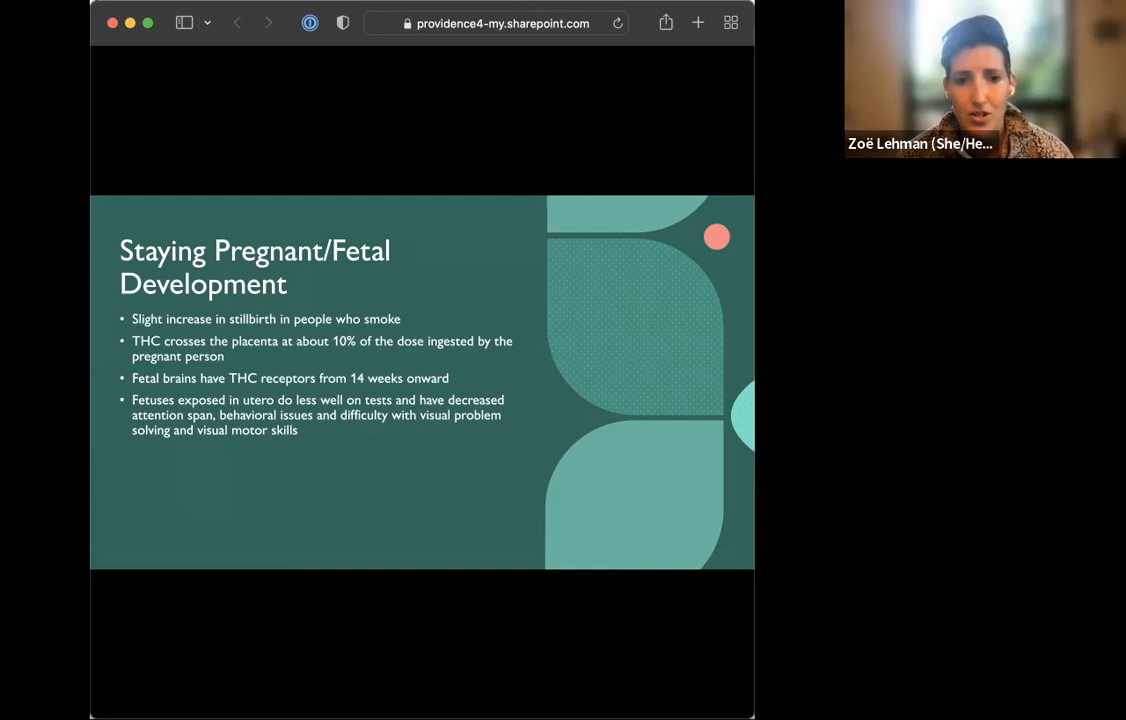 providence4-my.sharepoint.com
Zoë Lehman (She/He...
Staying Pregnant/Fetal
Development
• Slight increase in stillbirth in people who smoke
• THC crosses the placenta at about 10% of the dose ingested by the
pregnant person
• Fetal brains have THC receptors from 14 weeks onward
• Fetuses exposed in utero do less well on tests and have decreased
attention span, behavioral issues and difficulty with visual problem
solving and visual motor skills